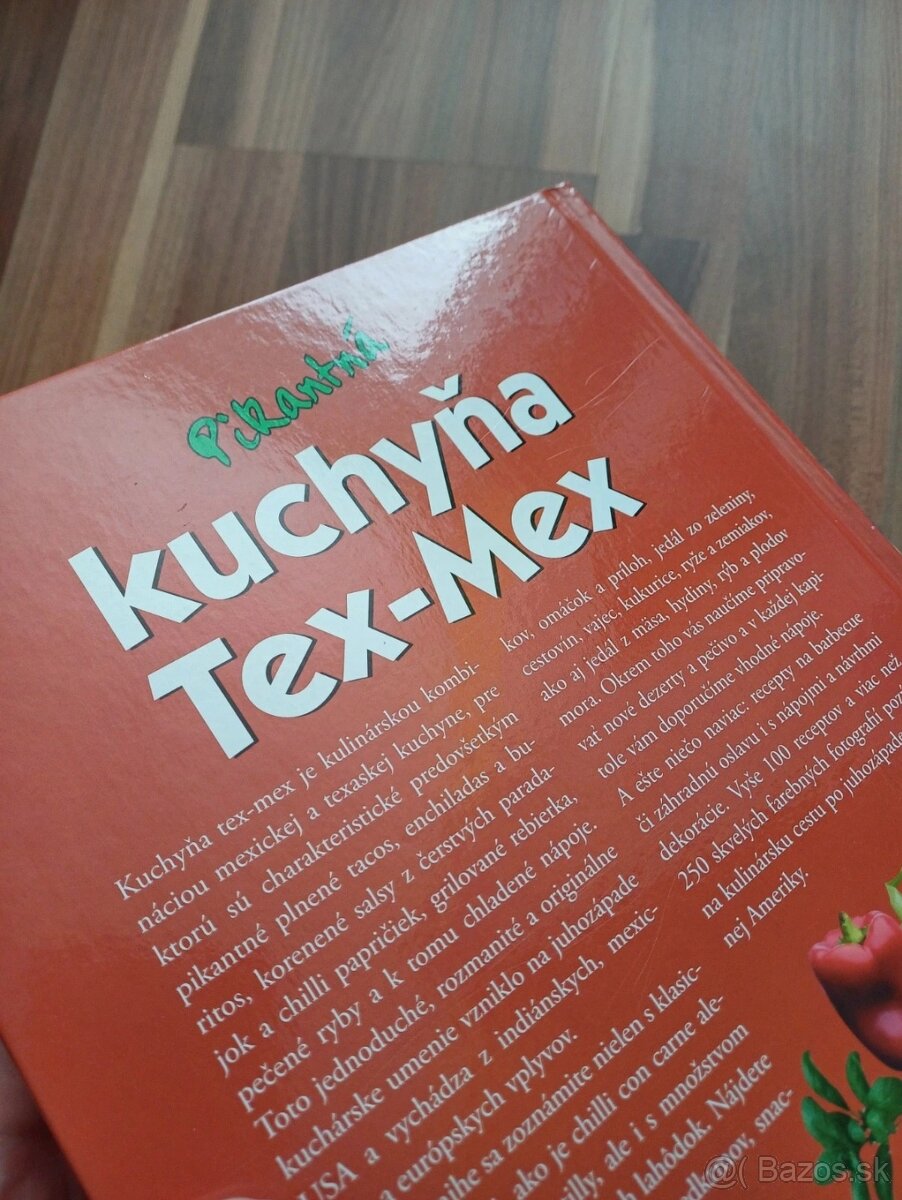 Pikantná
kuchyňa
Tex-Mex
Kuchyňa tex-mex je kulinárskou kombi-
náciou mexickej a texaskej kuchyne, pre
ktorú sú charakteristické predovšetkým
pikantné plnené tacos, enchiladas a bu-
ritos, korenené salsy z čerstvých parada-
jok a chilli papričiek, grilované rebierka,
pečené ryby a k tomu chladené nápoje.
Toto jednoduché, rozmanité a originálne
kuchárske umenie vzniklo na juhozápade
USA a vychádza z indiánskych, mexic-
a európskych vplyvov.
sa zoznámite nielen s klasic-
ako je chilli con carne ale-
ale i s množstvom
lahôdok. Nájdete
snac-
kov, omáčok a príloh, jedál zo zeleniny,
cestovín, vajec, kukurice, ryže a zemiakov,
ako aj jedál z mäsa, hydiny, rýb a plodov
mora. Okrem toho vás naučíme pripravo-
vať nové dezerty a pečivo a v každej kapi-
tole vám doporučíme vhodné nápoje.
A ešte niečo naviac: recepty na barbecue
či záhradnú oslavu i s nápojmi a návrhmi
dekorácie. Vyše 100 receptov a viac než
250 skvelých farebných fotografií
na kulinársku cestu po juhozápade
nej Ameriky.
@( Bazos.sk